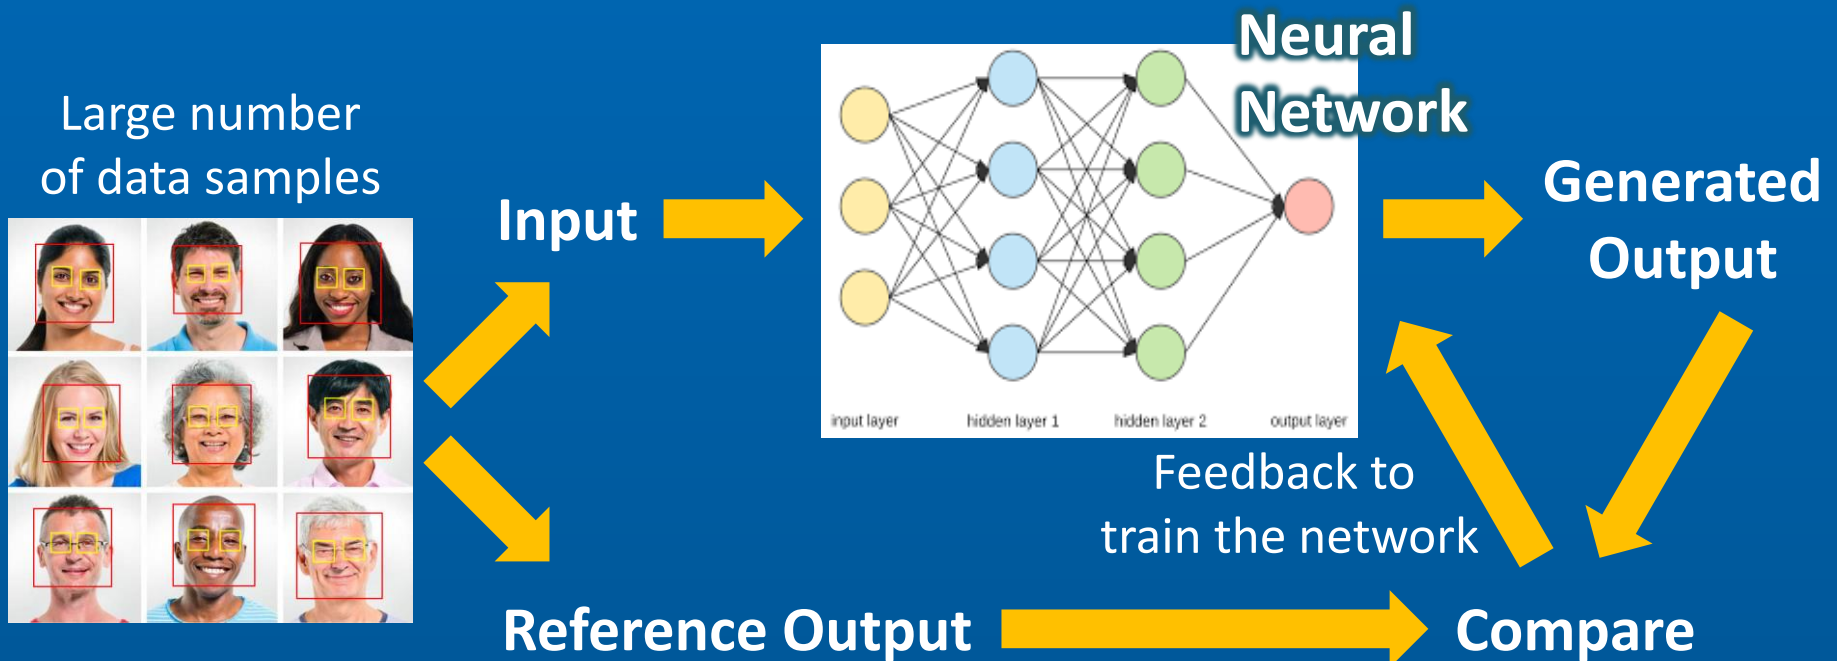 Neural
Network
Large number
of data samples
Input
Generated
Output
input layer
hidden layer 1
hidden layer 2
output layer
Feedback to
train the network
Reference Output
Compare